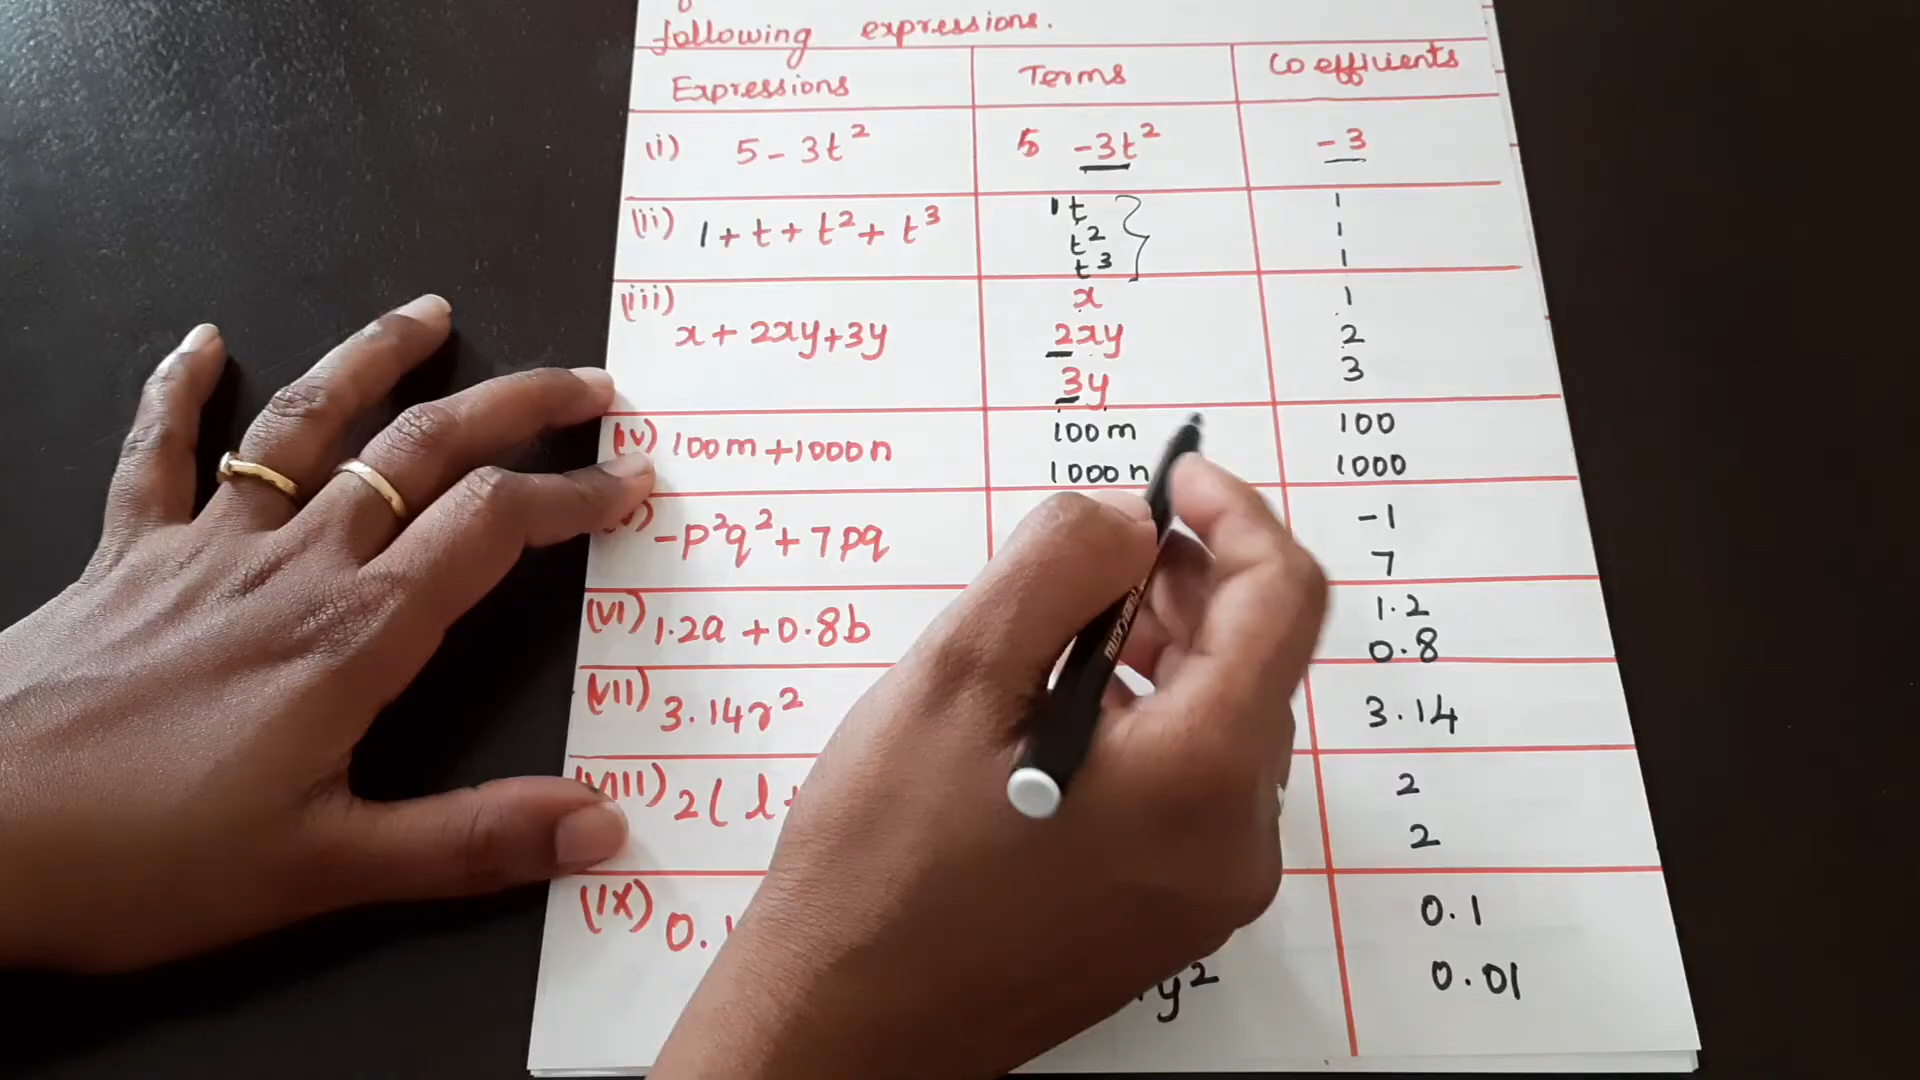 following expressions.
Expressions Terms Coefficients
(i) 5 - 3t² 5 -3t² -3
(ii) 1 + t + t² + t³ 1t 1
t² 1
t³ 1
(iii) x 1
x + 2xy + 3y 2xy 2
3y 3
(iv) 100m + 1000n 100m 100
1000n 1000
-p²q² + 7pq -1
7
(VI) 1.2a + 0.8b 1.2
0.8
(VII) 3.14r² 3.14
(VIII) 2( l + 2
2
(IX) 0.1 0.1
y² 0.01